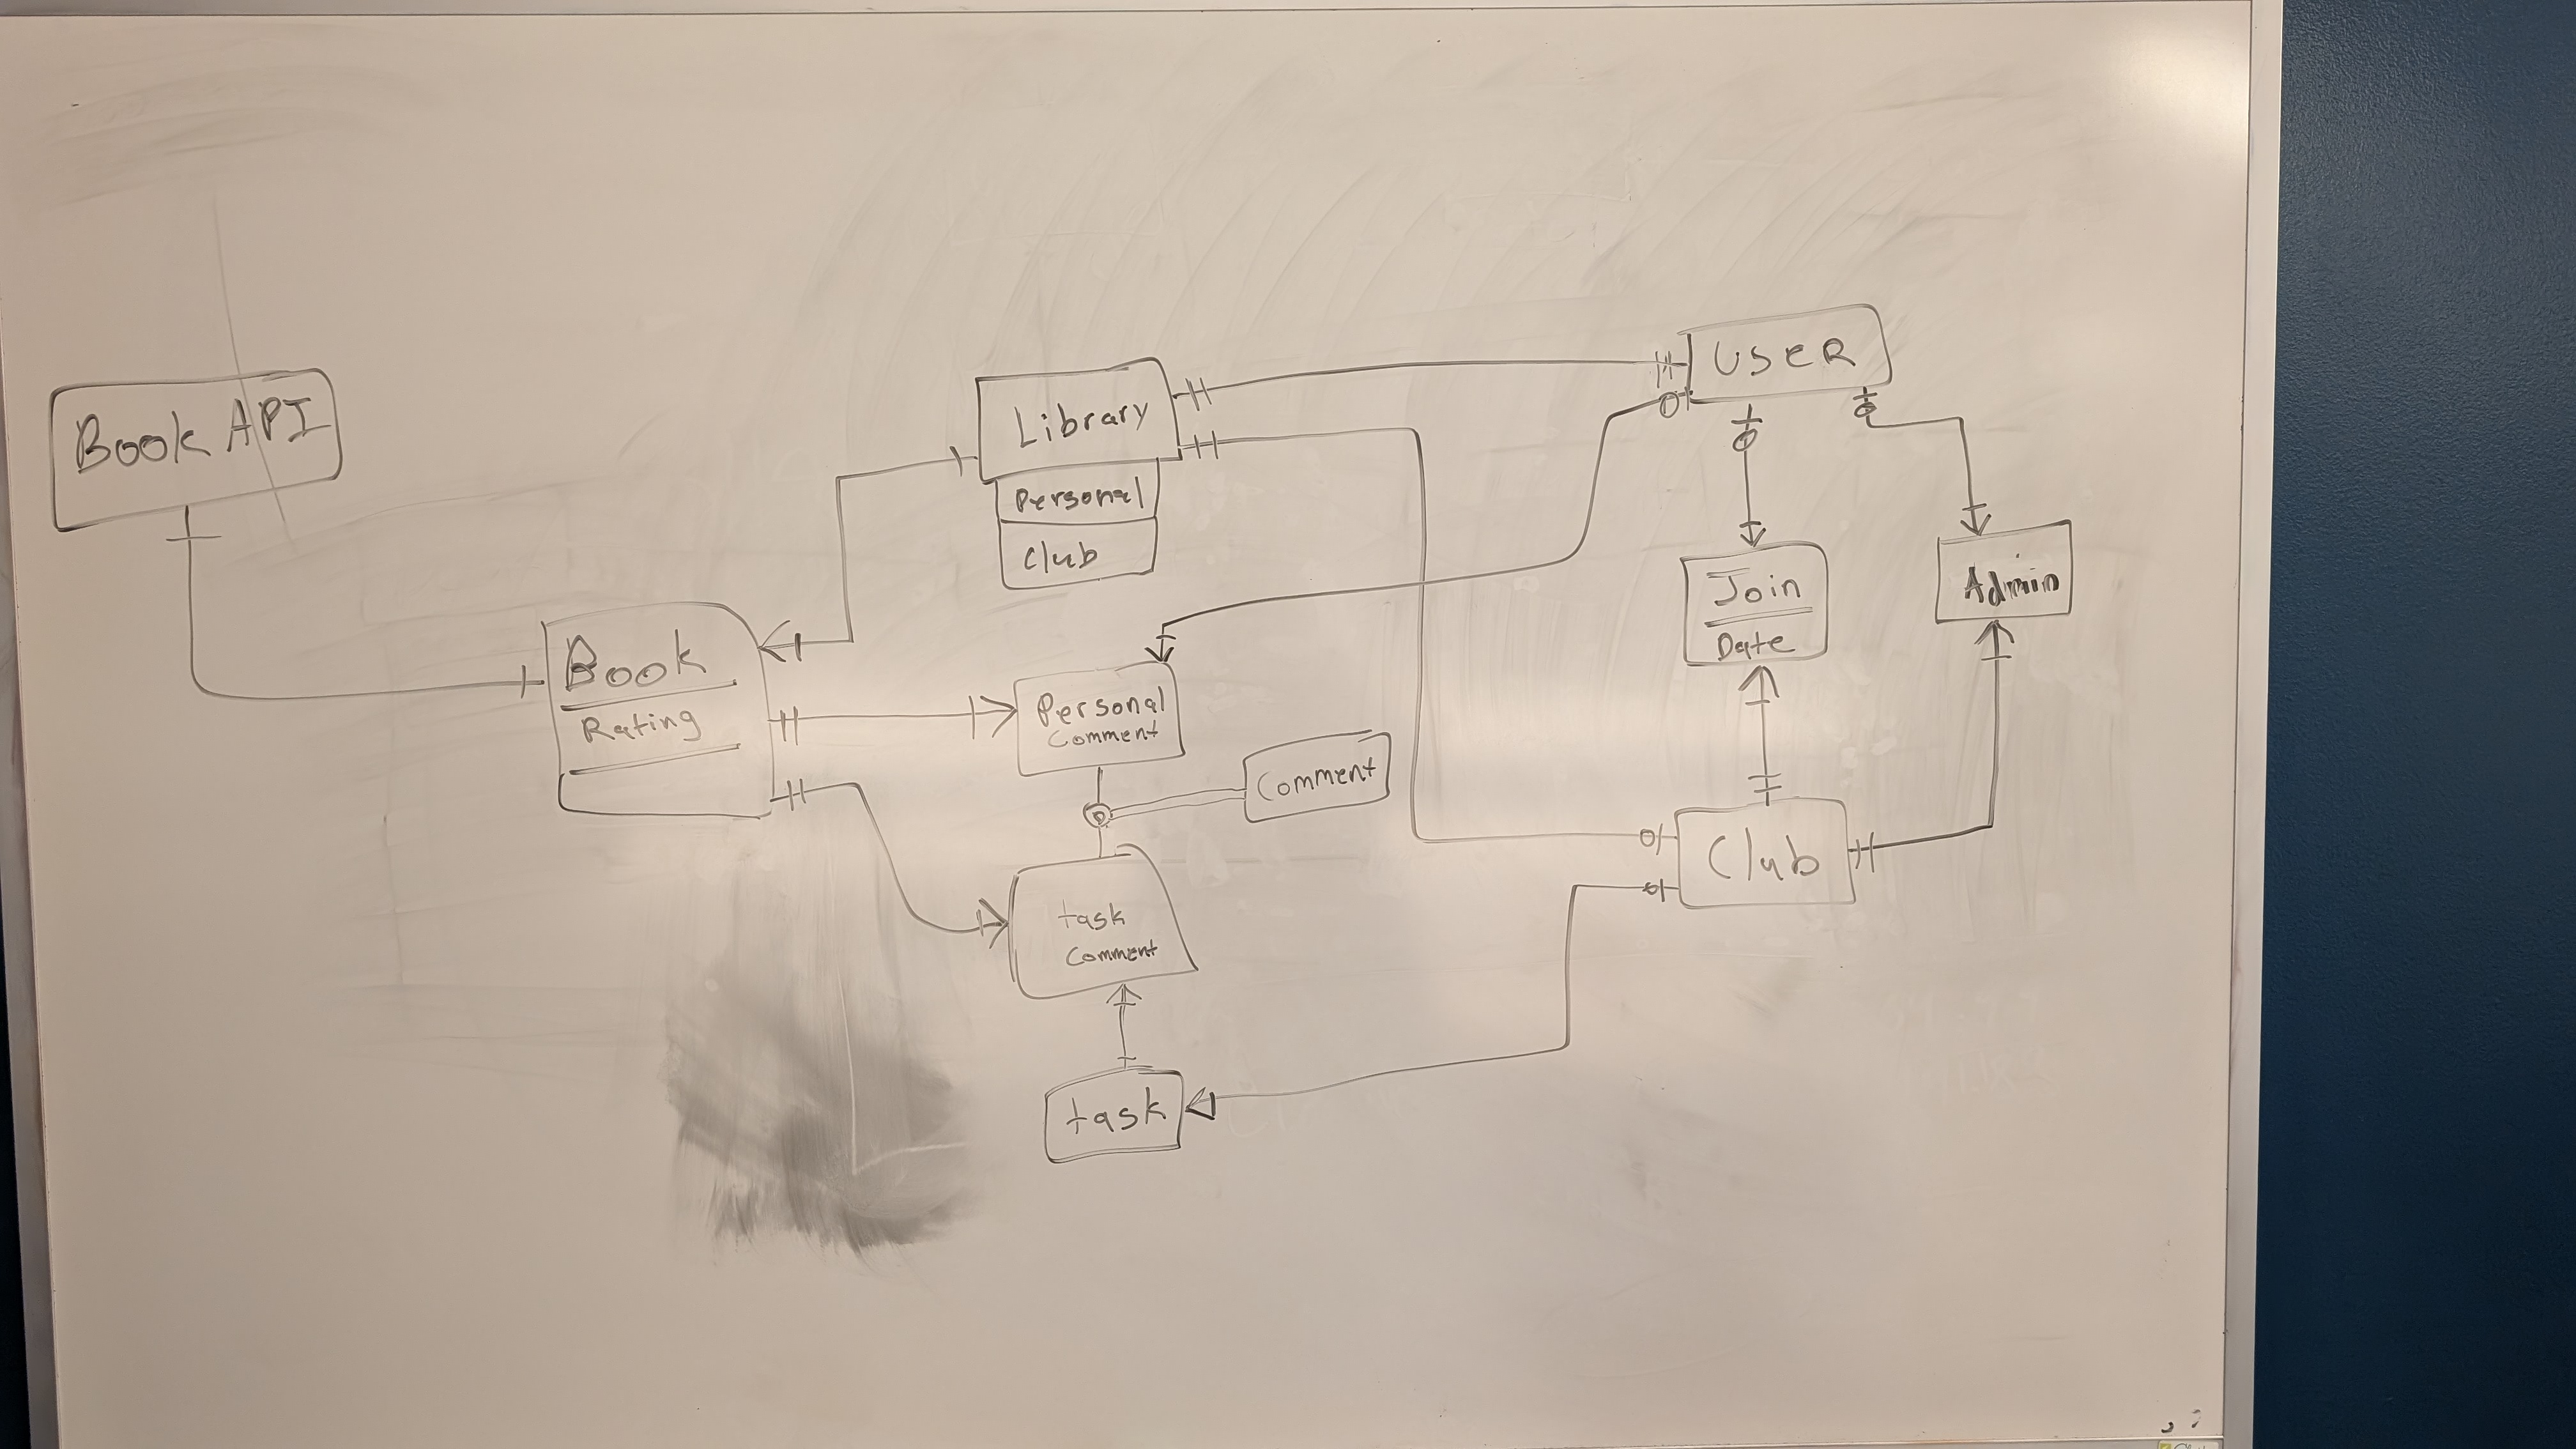 Book API
Library
Personal
Club
USER
Join
Date
Admin
Book
Rating
Personal
Comment
Comment
Club
task
Comment
task